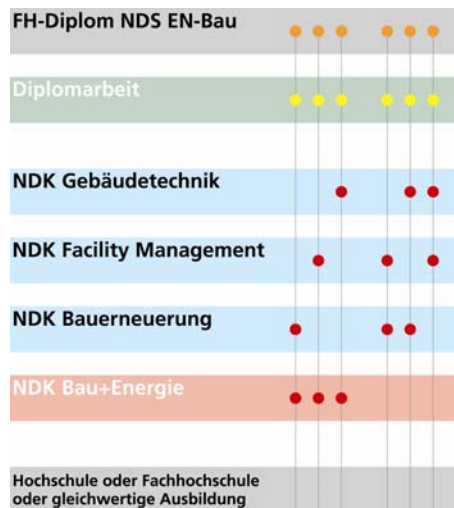 FH-Diplom NDS EN-Bau
Diplomarbeit
NDK Gebäudetechnik
NDK Facility Management
NDK Bauerneuerung
NDK Bau+Energie
Hochschule oder Fachhochschule
oder gleichwertige Ausbildung